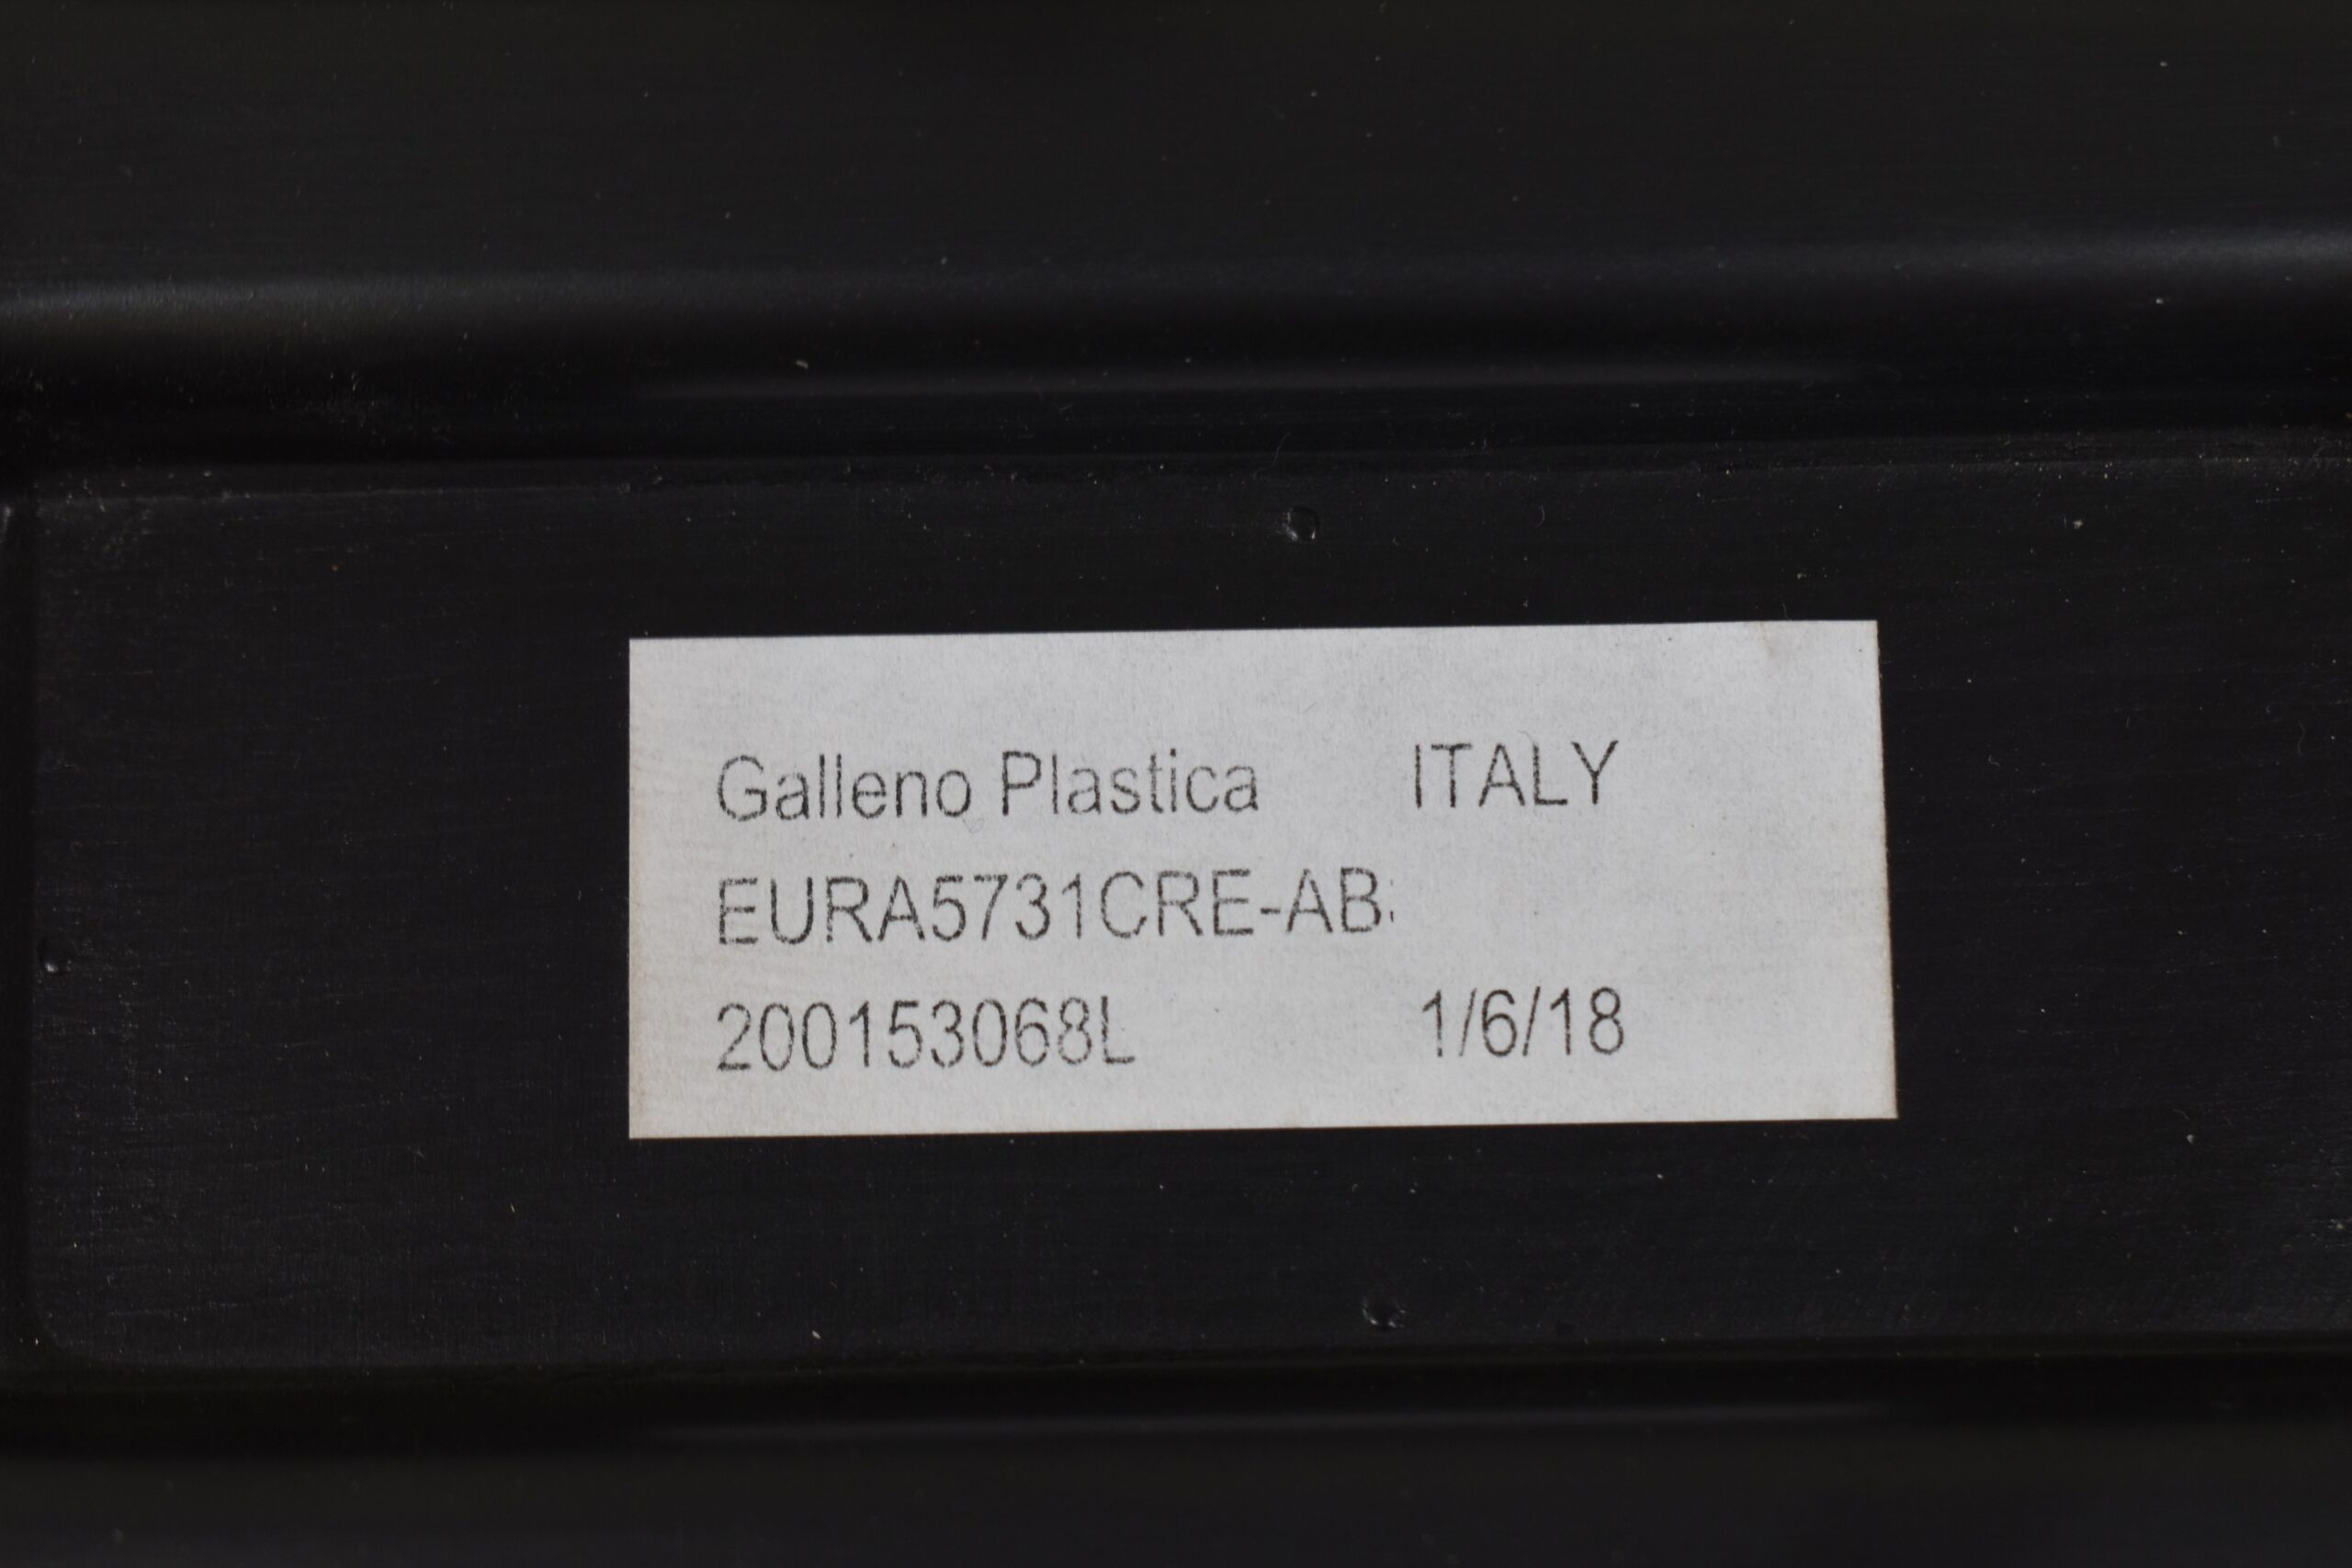 Galleno Plastica ITALY
EURA5731CRE-AB
200153068L 1/6/18